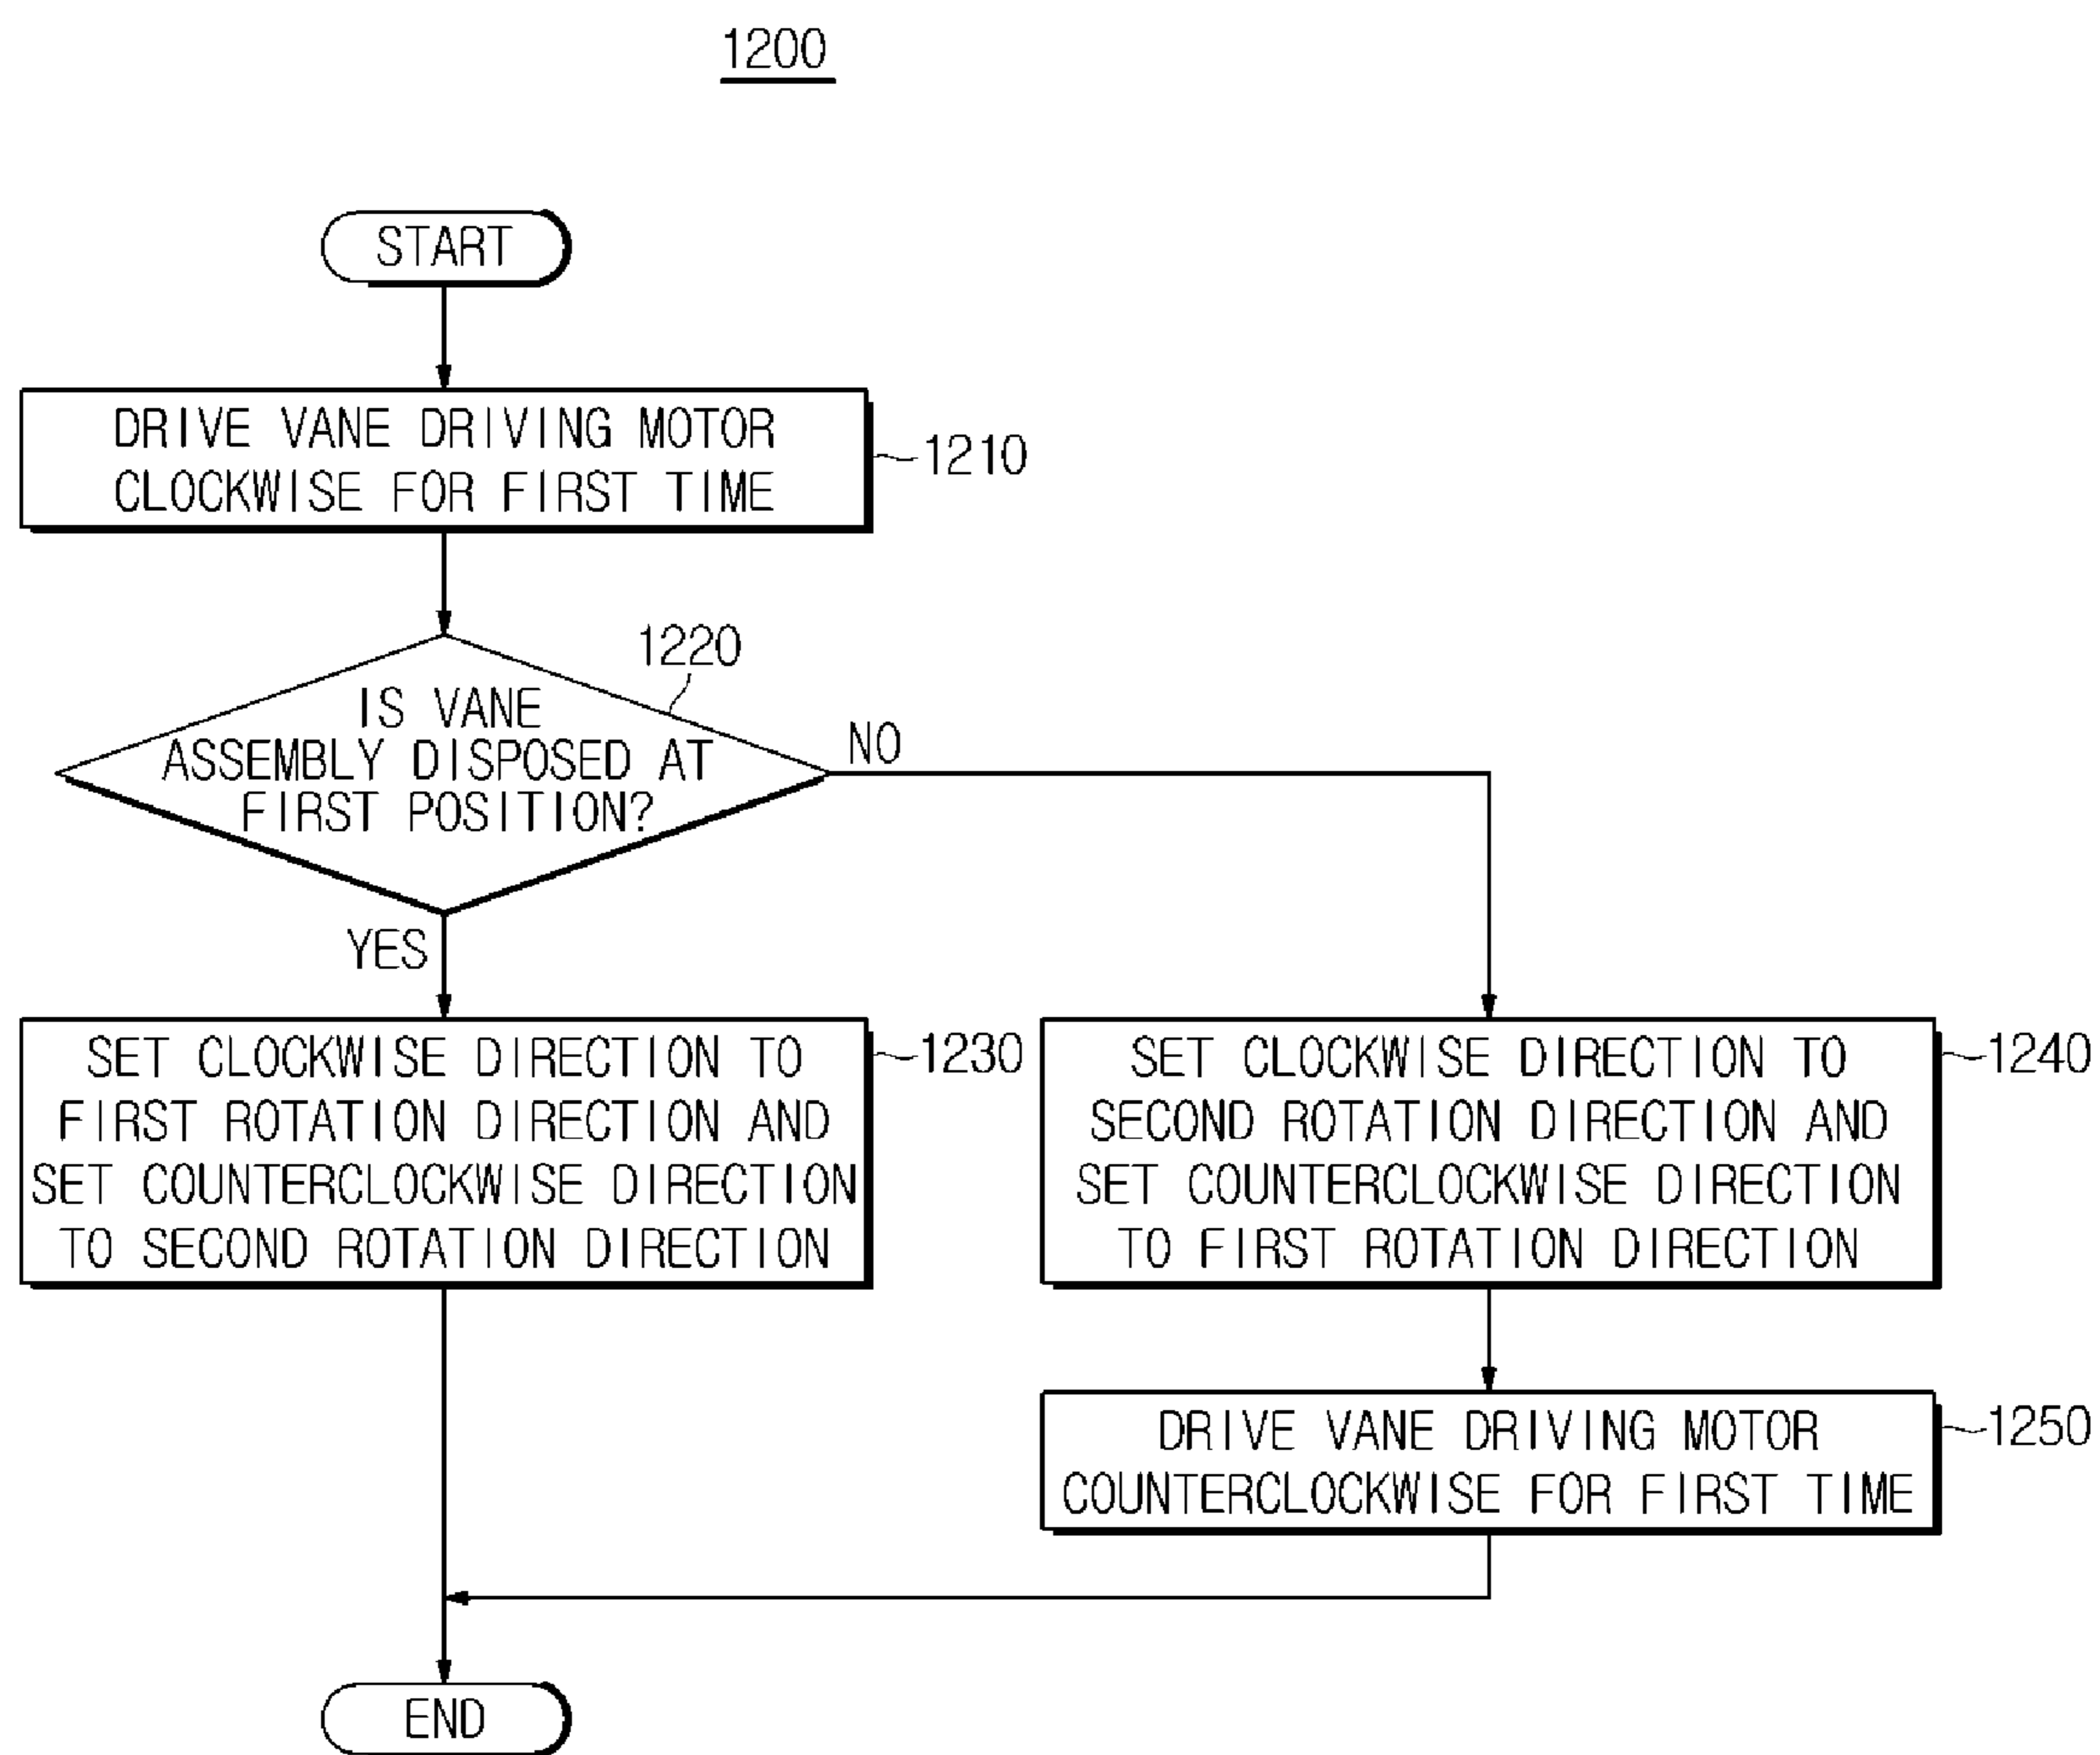 1200
START
DRIVE VANE DRIVING MOTOR
CLOCKWISE FOR FIRST TIME
1210
1220
IS VANE
ASSEMBLY DISPOSED AT
FIRST POSITION?
NO
YES
SET CLOCKWISE DIRECTION TO
FIRST ROTATION DIRECTION AND
SET COUNTERCLOCKWISE DIRECTION
TO SECOND ROTATION DIRECTION
1230
SET CLOCKWISE DIRECTION TO
SECOND ROTATION DIRECTION AND
SET COUNTERCLOCKWISE DIRECTION
TO FIRST ROTATION DIRECTION
1240
DRIVE VANE DRIVING MOTOR
COUNTERCLOCKWISE FOR FIRST TIME
1250
END